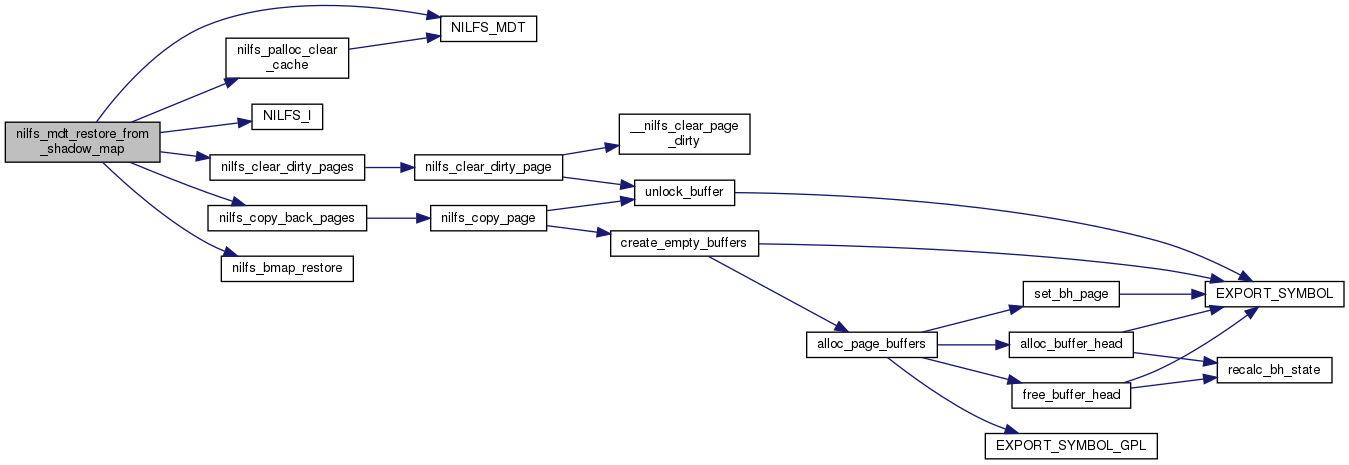 NILFS_MDT
nilfs_palloc_clear
_cache
NILFS_I
nilfs_mdt_restore_from
_shadow_map
__nilfs_clear_page
_dirty
nilfs_clear_dirty_pages
nilfs_clear_dirty_page
unlock_buffer
nilfs_copy_back_pages
nilfs_copy_page
create_empty_buffers
nilfs_bmap_restore
set_bh_page
EXPORT_SYMBOL
alloc_page_buffers
alloc_buffer_head
recalc_bh_state
free_buffer_head
EXPORT_SYMBOL_GPL